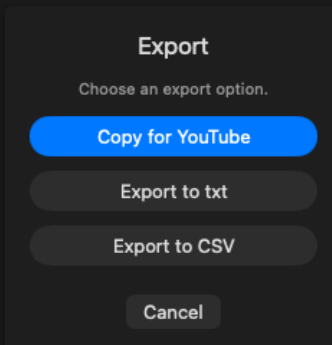 Export
Choose an export option.
Copy for YouTube
Export to txt
Export to CSV
Cancel